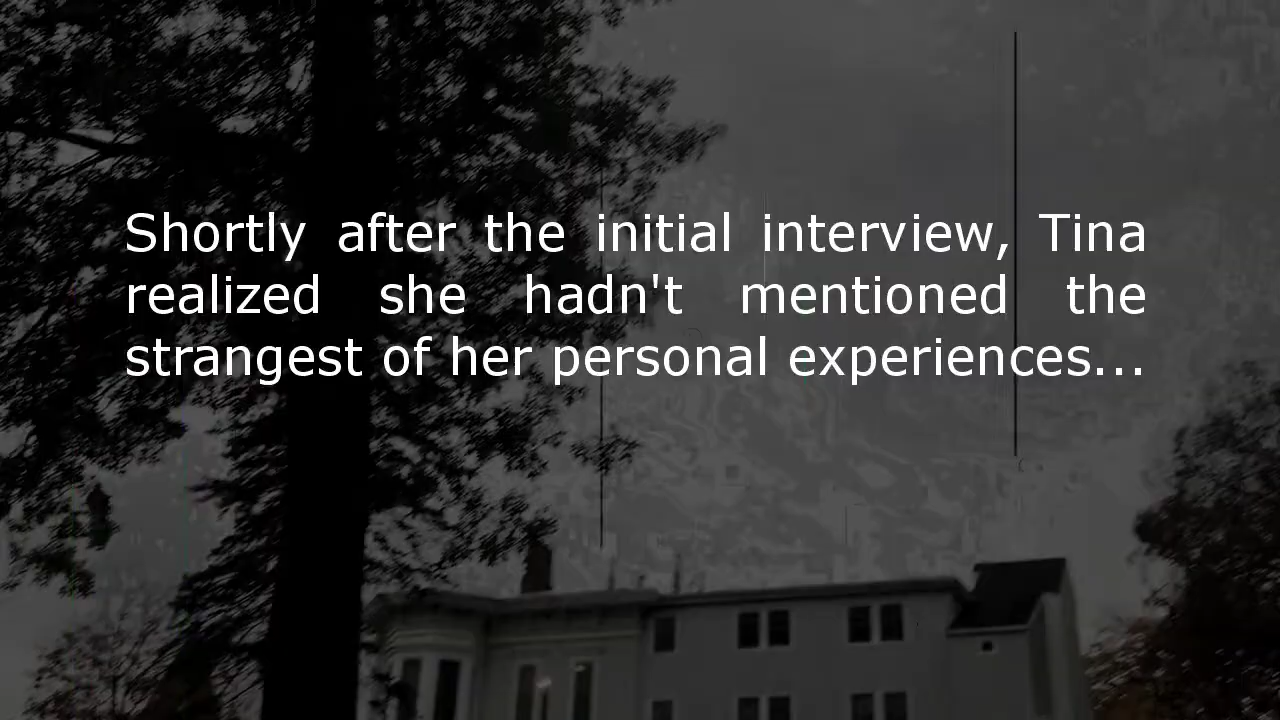 Shortly after the initial interview, Tina
realized she hadn't mentioned the
strangest of her personal experiences...